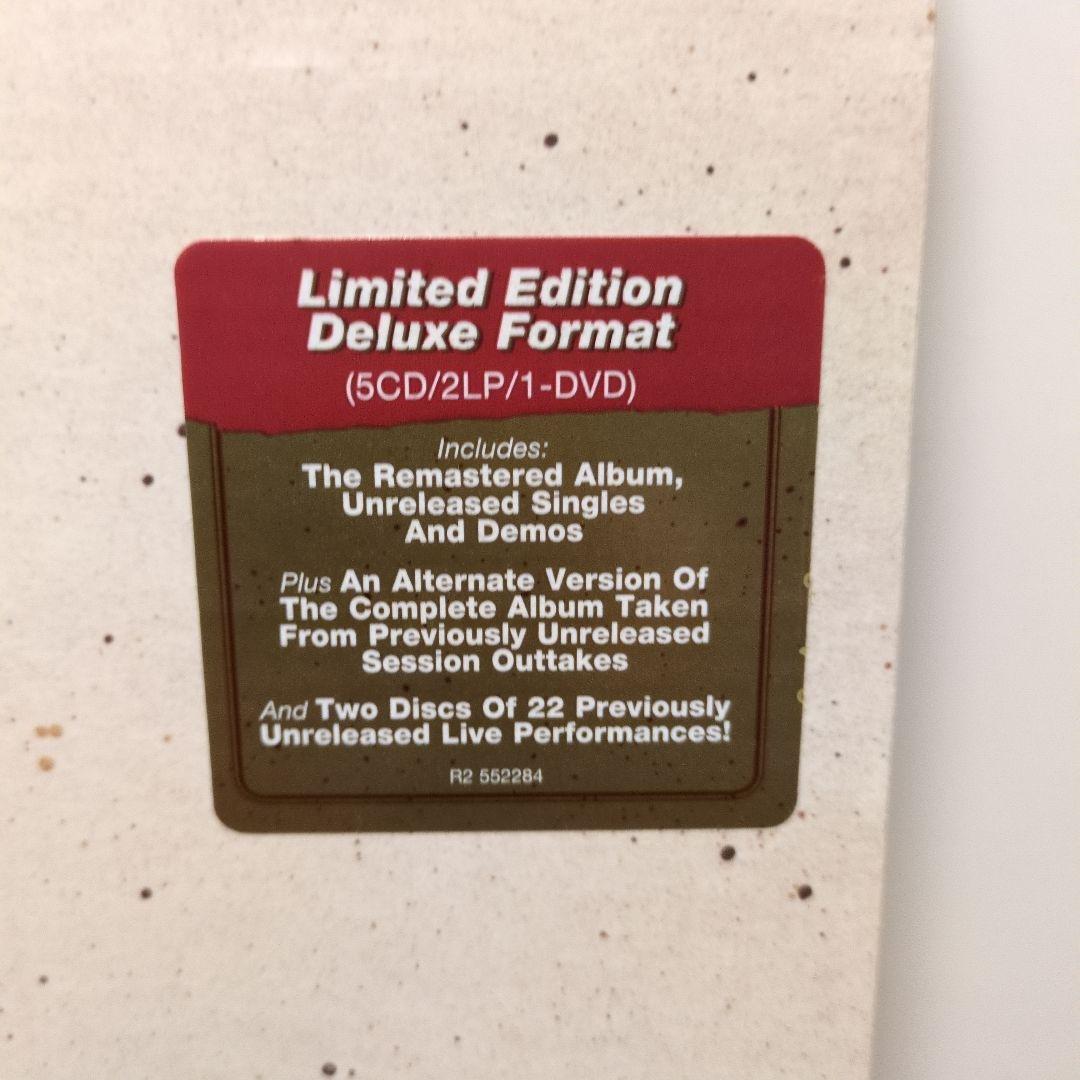 Limited Edition
Deluxe Format
(5CD/2LP/1-DVD)
Includes:
The Remastered Album,
Unreleased Singles
And Demos
Plus An Alternate Version Of
The Complete Album Taken
From Previously Unreleased
Session Outtakes
And Two Discs Of 22 Previously
Unreleased Live Performances!
R2 552284